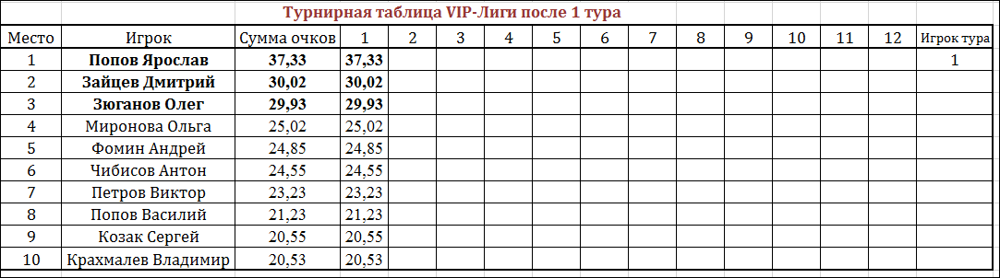 Турнирная таблица VIP-Лиги после 1 тура
Место Игрок Сумма очков 1 2 3 4 5 6 7 8 9 10 11 12 Игрок тура
1 Попов Ярослав 37,33 37,33 1
2 Зайцев Дмитрий 30,02 30,02
3 Зюганов Олег 29,93 29,93
4 Миронова Ольга 25,02 25,02
5 Фомин Андрей 24,85 24,85
6 Чибисов Антон 24,55 24,55
7 Петров Виктор 23,23 23,23
8 Попов Василий 21,23 21,23
9 Козак Сергей 20,55 20,55
10 Крахмалев Владимир 20,53 20,53